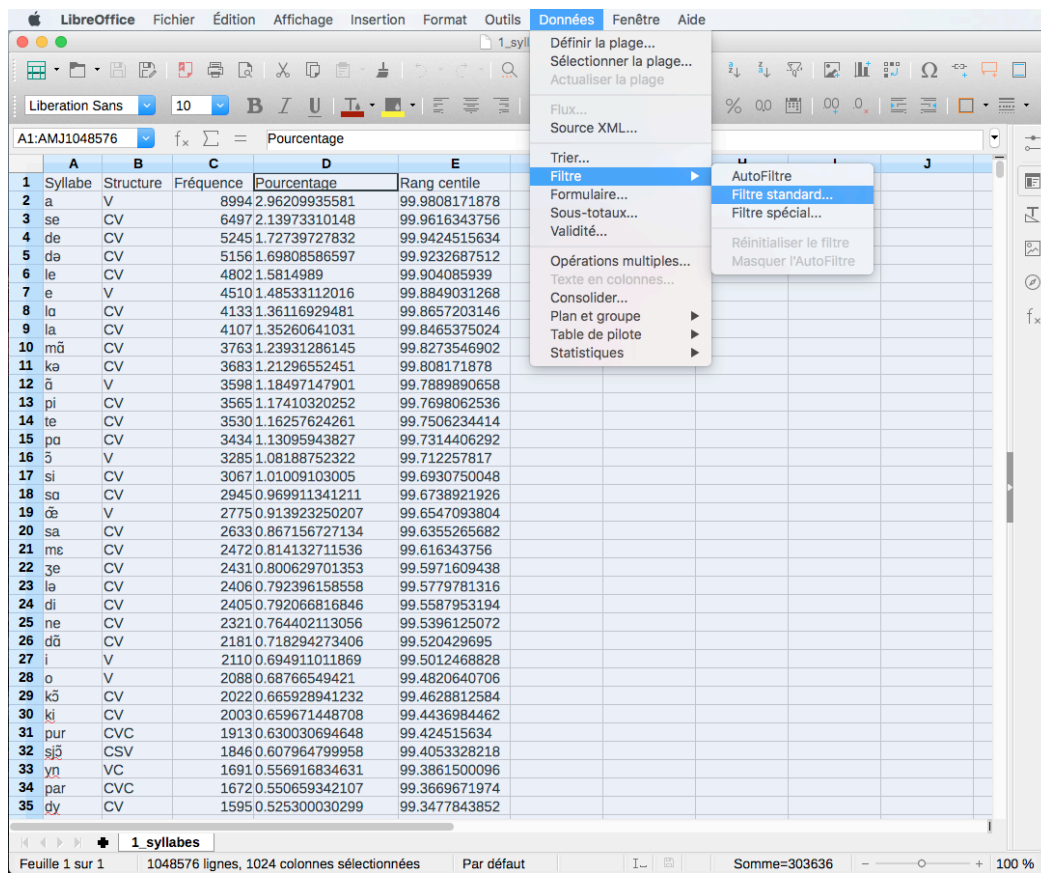 LibreOffice Fichier Édition Affichage Insertion Format Outils Données Fenêtre Aide
1_syll
Définir la plage...
Sélectionner la plage...
Actualiser la plage
Flux...
Source XML...
Trier...
Filtre
Formulaire...
Sous-totaux...
Validité...
Opérations multiples...
Texte en colonnes...
Consolider...
Plan et groupe
Table de pilote
Statistiques
AutoFiltre
Filtre standard...
Filtre spécial...
Réinitialiser le filtre
Masquer l'AutoFiltre
Liberation Sans 10
A1:AMJ1048576 Pourcentage
A B C D E H I J
1 Syllabe Structure Fréquence Pourcentage Rang centile
2 a V 8994 2.96209935581 99.9808171878
3 se CV 6497 2.13973310148 99.9616343756
4 de CV 5245 1.72739727832 99.9424515634
5 də CV 5156 1.69808586597 99.9232687512
6 le CV 4802 1.5814989 99.904085939
7 e V 4510 1.48533112016 99.8849031268
8 lɑ CV 4133 1.36116929481 99.8657203146
9 la CV 4107 1.35260641031 99.8465375024
10 mɑ̃ CV 3763 1.23931286145 99.8273546902
11 kə CV 3683 1.21296552451 99.808171878
12 ɑ̃ V 3598 1.18497147901 99.7889890658
13 pi CV 3565 1.17410320252 99.7698062536
14 te CV 3530 1.16257624261 99.7506234414
15 pɑ CV 3434 1.13095943827 99.7314406292
16 ɔ̃ V 3285 1.08188752322 99.712257817
17 si CV 3067 1.01009103005 99.6930750048
18 sɑ CV 2945 0.969911341211 99.6738921926
19 œ̃ V 2775 0.913923250207 99.6547093804
20 sa CV 2633 0.867156727134 99.6355265682
21 mɛ CV 2472 0.814132711536 99.616343756
22 ʒe CV 2431 0.800629701353 99.5971609438
23 lə CV 2406 0.792396158558 99.5779781316
24 di CV 2405 0.792066816846 99.5587953194
25 ne CV 2321 0.764402113056 99.5396125072
26 dɑ̃ CV 2181 0.718294273406 99.520429695
27 i V 2110 0.694911011869 99.5012468828
28 o V 2088 0.68766549421 99.4820640706
29 kɔ̃ CV 2022 0.665928941232 99.4628812584
30 ki CV 2003 0.659671448708 99.4436984462
31 pur CVC 1913 0.630030694648 99.424515634
32 sjɔ̃ CSV 1846 0.607964799958 99.4053328218
33 yn VC 1691 0.556916834631 99.3861500096
34 par CVC 1672 0.550659342107 99.3669671974
35 dy CV 1595 0.525300030299 99.3477843852
1_syllabes
Feuille 1 sur 1 1048576 lignes, 1024 colonnes sélectionnées Par défaut Somme=303636 100 %